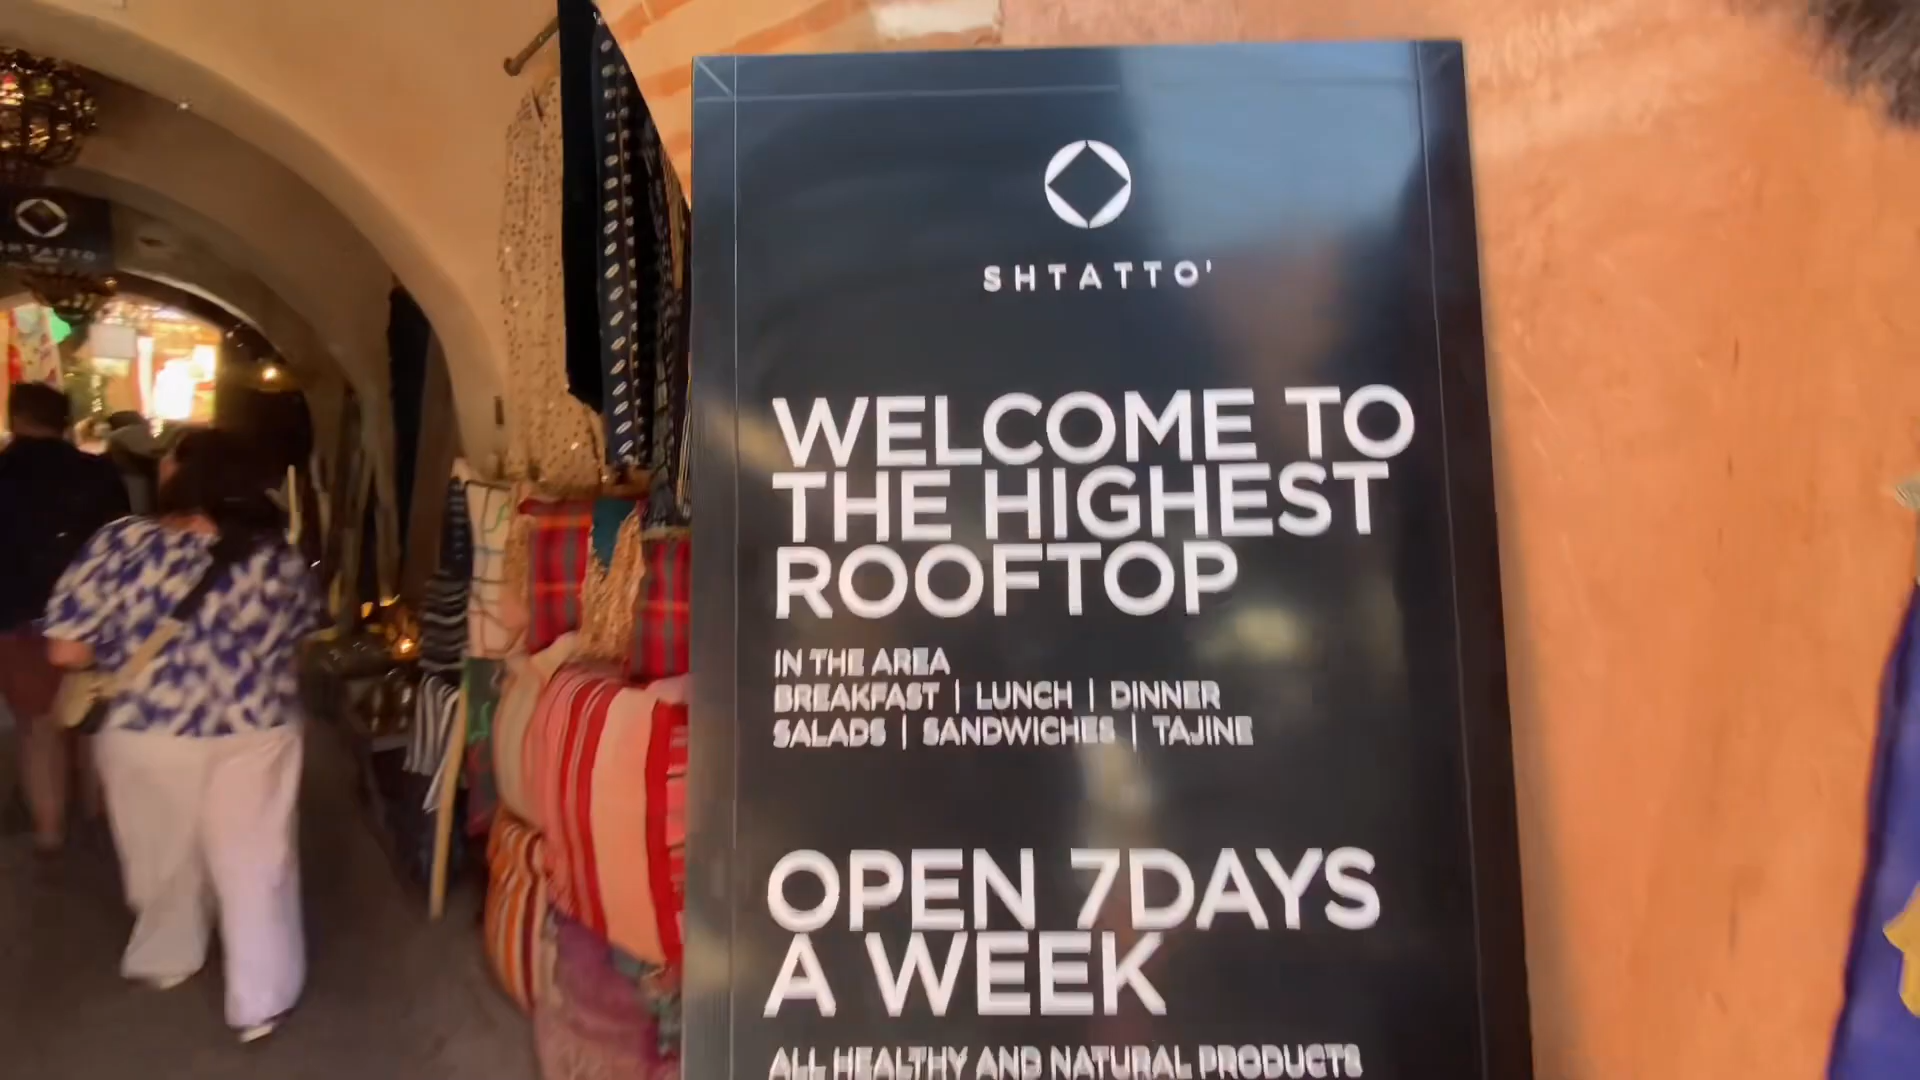 SHTATTO
SHTATTO'
WELCOME TO
THE HIGHEST
ROOFTOP
IN THE AREA
BREAKFAST | LUNCH | DINNER
SALADS | SANDWICHES | TAJINE
OPEN 7DAYS
A WEEK
ALL HEALTHY AND NATURAL PRODUCTS